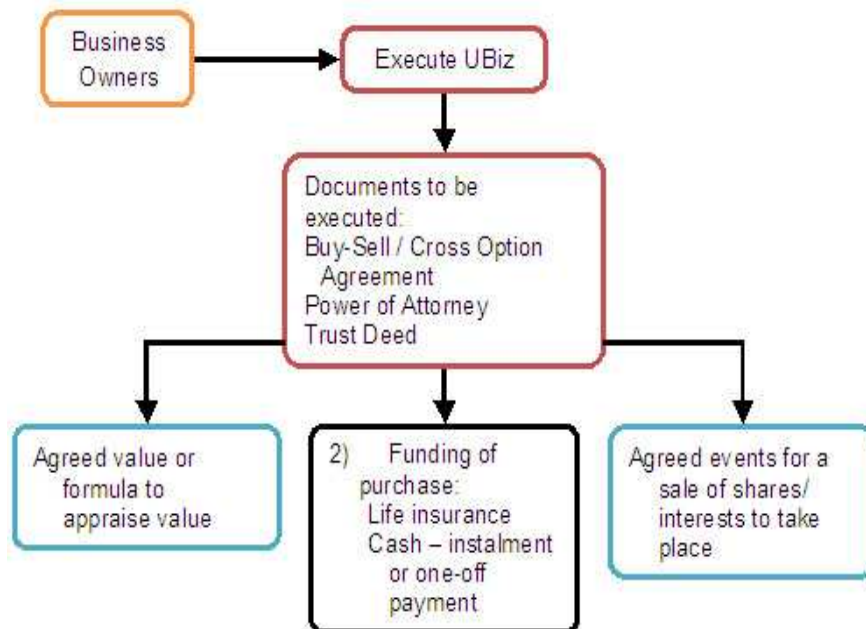 Business
Owners
Execute UBiz
Documents to be
executed:
Buy-Sell / Cross Option
Agreement
Power of Attorney
Trust Deed
Agreed value or
formula to
appraise value
2) Funding of
purchase:
Life insurance
Cash – instalment
or one-off
payment
Agreed events for a
sale of shares/
interests to take
place